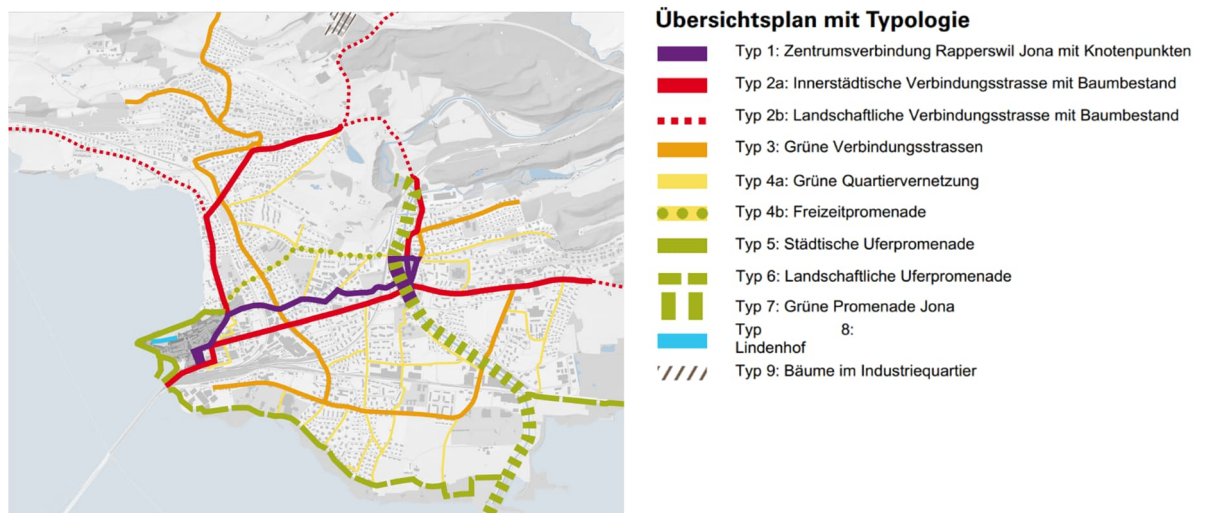 Übersichtsplan mit Typologie
Typ 1: Zentrumsverbindung Rapperswil Jona mit Knotenpunkten
Typ 2a: Innerstädtische Verbindungsstrasse mit Baumbestand
Typ 2b: Landschaftliche Verbindungsstrasse mit Baumbestand
Typ 3: Grüne Verbindungsstrassen
Typ 4a: Grüne Quartiervernetzung
Typ 4b: Freizeitpromenade
Typ 5: Städtische Uferpromenade
Typ 6: Landschaftliche Uferpromenade
Typ 7: Grüne Promenade Jona
Typ 8:
Lindenhof
Typ 9: Bäume im Industriequartier